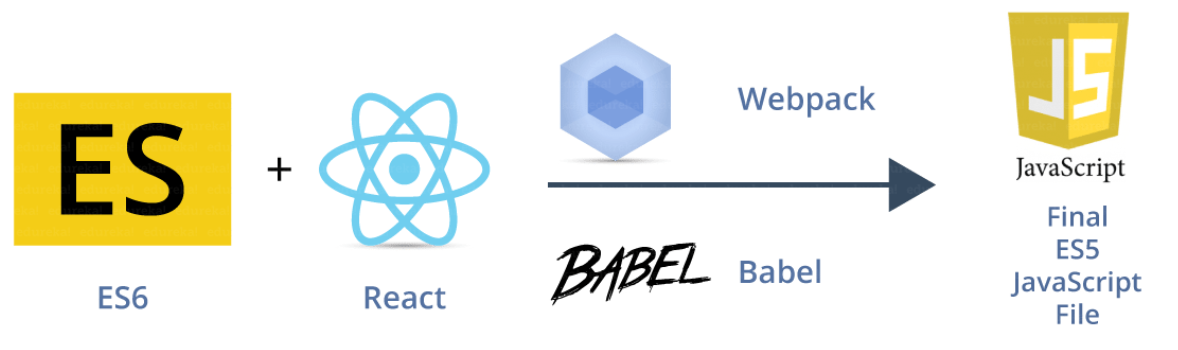 ES
+
ES6
React
Webpack
BABEL
Babel
JS
JavaScript
Final
ES5
JavaScript
File